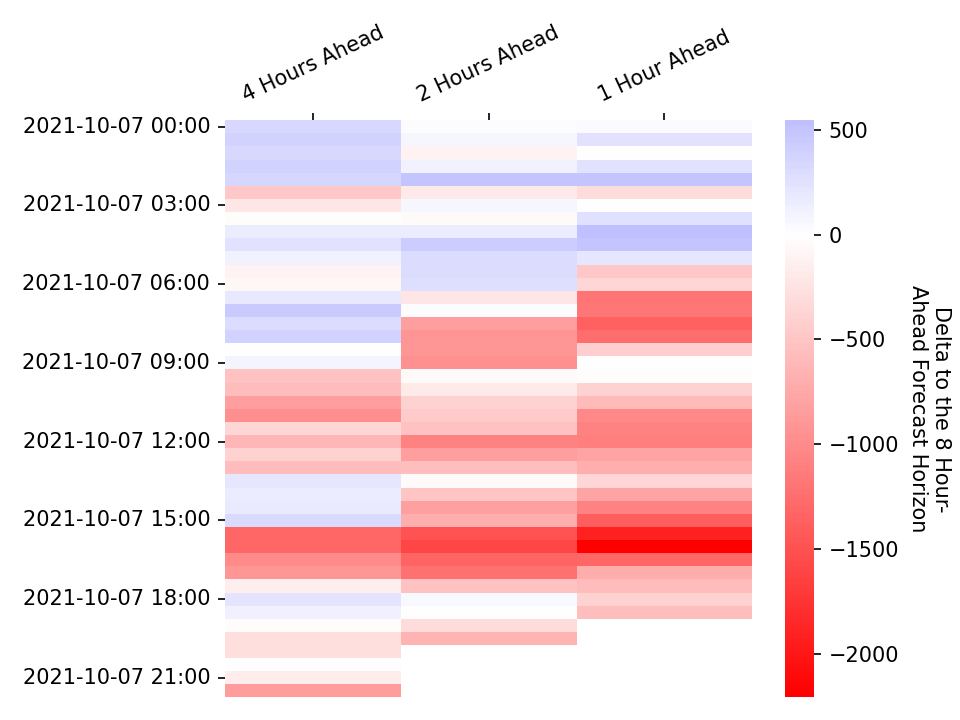 4 Hours Ahead
2 Hours Ahead
1 Hour Ahead
2021-10-07 00:00
2021-10-07 03:00
2021-10-07 06:00
2021-10-07 09:00
2021-10-07 12:00
2021-10-07 15:00
2021-10-07 18:00
2021-10-07 21:00
500
0
−500
−1000
−1500
−2000
Delta to the 8 Hour-
Ahead Forecast Horizon